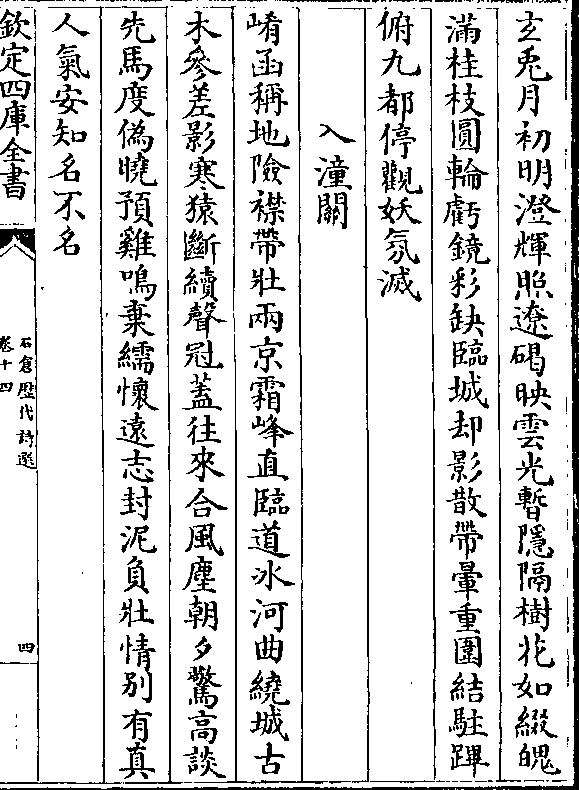 玄兎月初明澄輝照遼碣映雲光暫隱隔樹花如綴魄
滿桂枝圓輪虧鏡彩缺臨城却影散帶暈重圍結駐蹕
俯九都停觀妖氛滅
入潼關
崤函稱地險襟帶壯兩京霜峰直臨道冰河曲繞城古
木參差影寒猿斷續聲冠蓋往來合風塵朝夕驚高談
先馬度偽曉預雞鳴棄繻懷遠志封泥負壯情别有真
人氣安知名不名
欽定四庫全書
石倉歷代詩選
卷十四
四